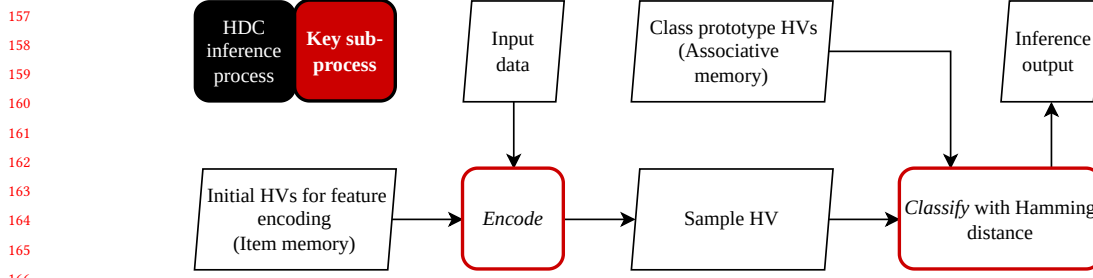 157
158
159
160
161
162
163
164
165
166
HDC
inference
process
Key sub-
process
Input
data
Class prototype HVs
(Associative
memory)
Inference
output
Initial HVs for feature
encoding
(Item memory)
Encode
Sample HV
Classify with Hamming
distance